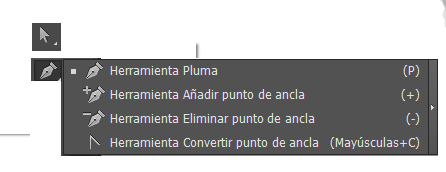 Herramienta Pluma (P)
Herramienta Añadir punto de ancla (+)
Herramienta Eliminar punto de ancla (-)
Herramienta Convertir punto de ancla (Mayúsculas+C)